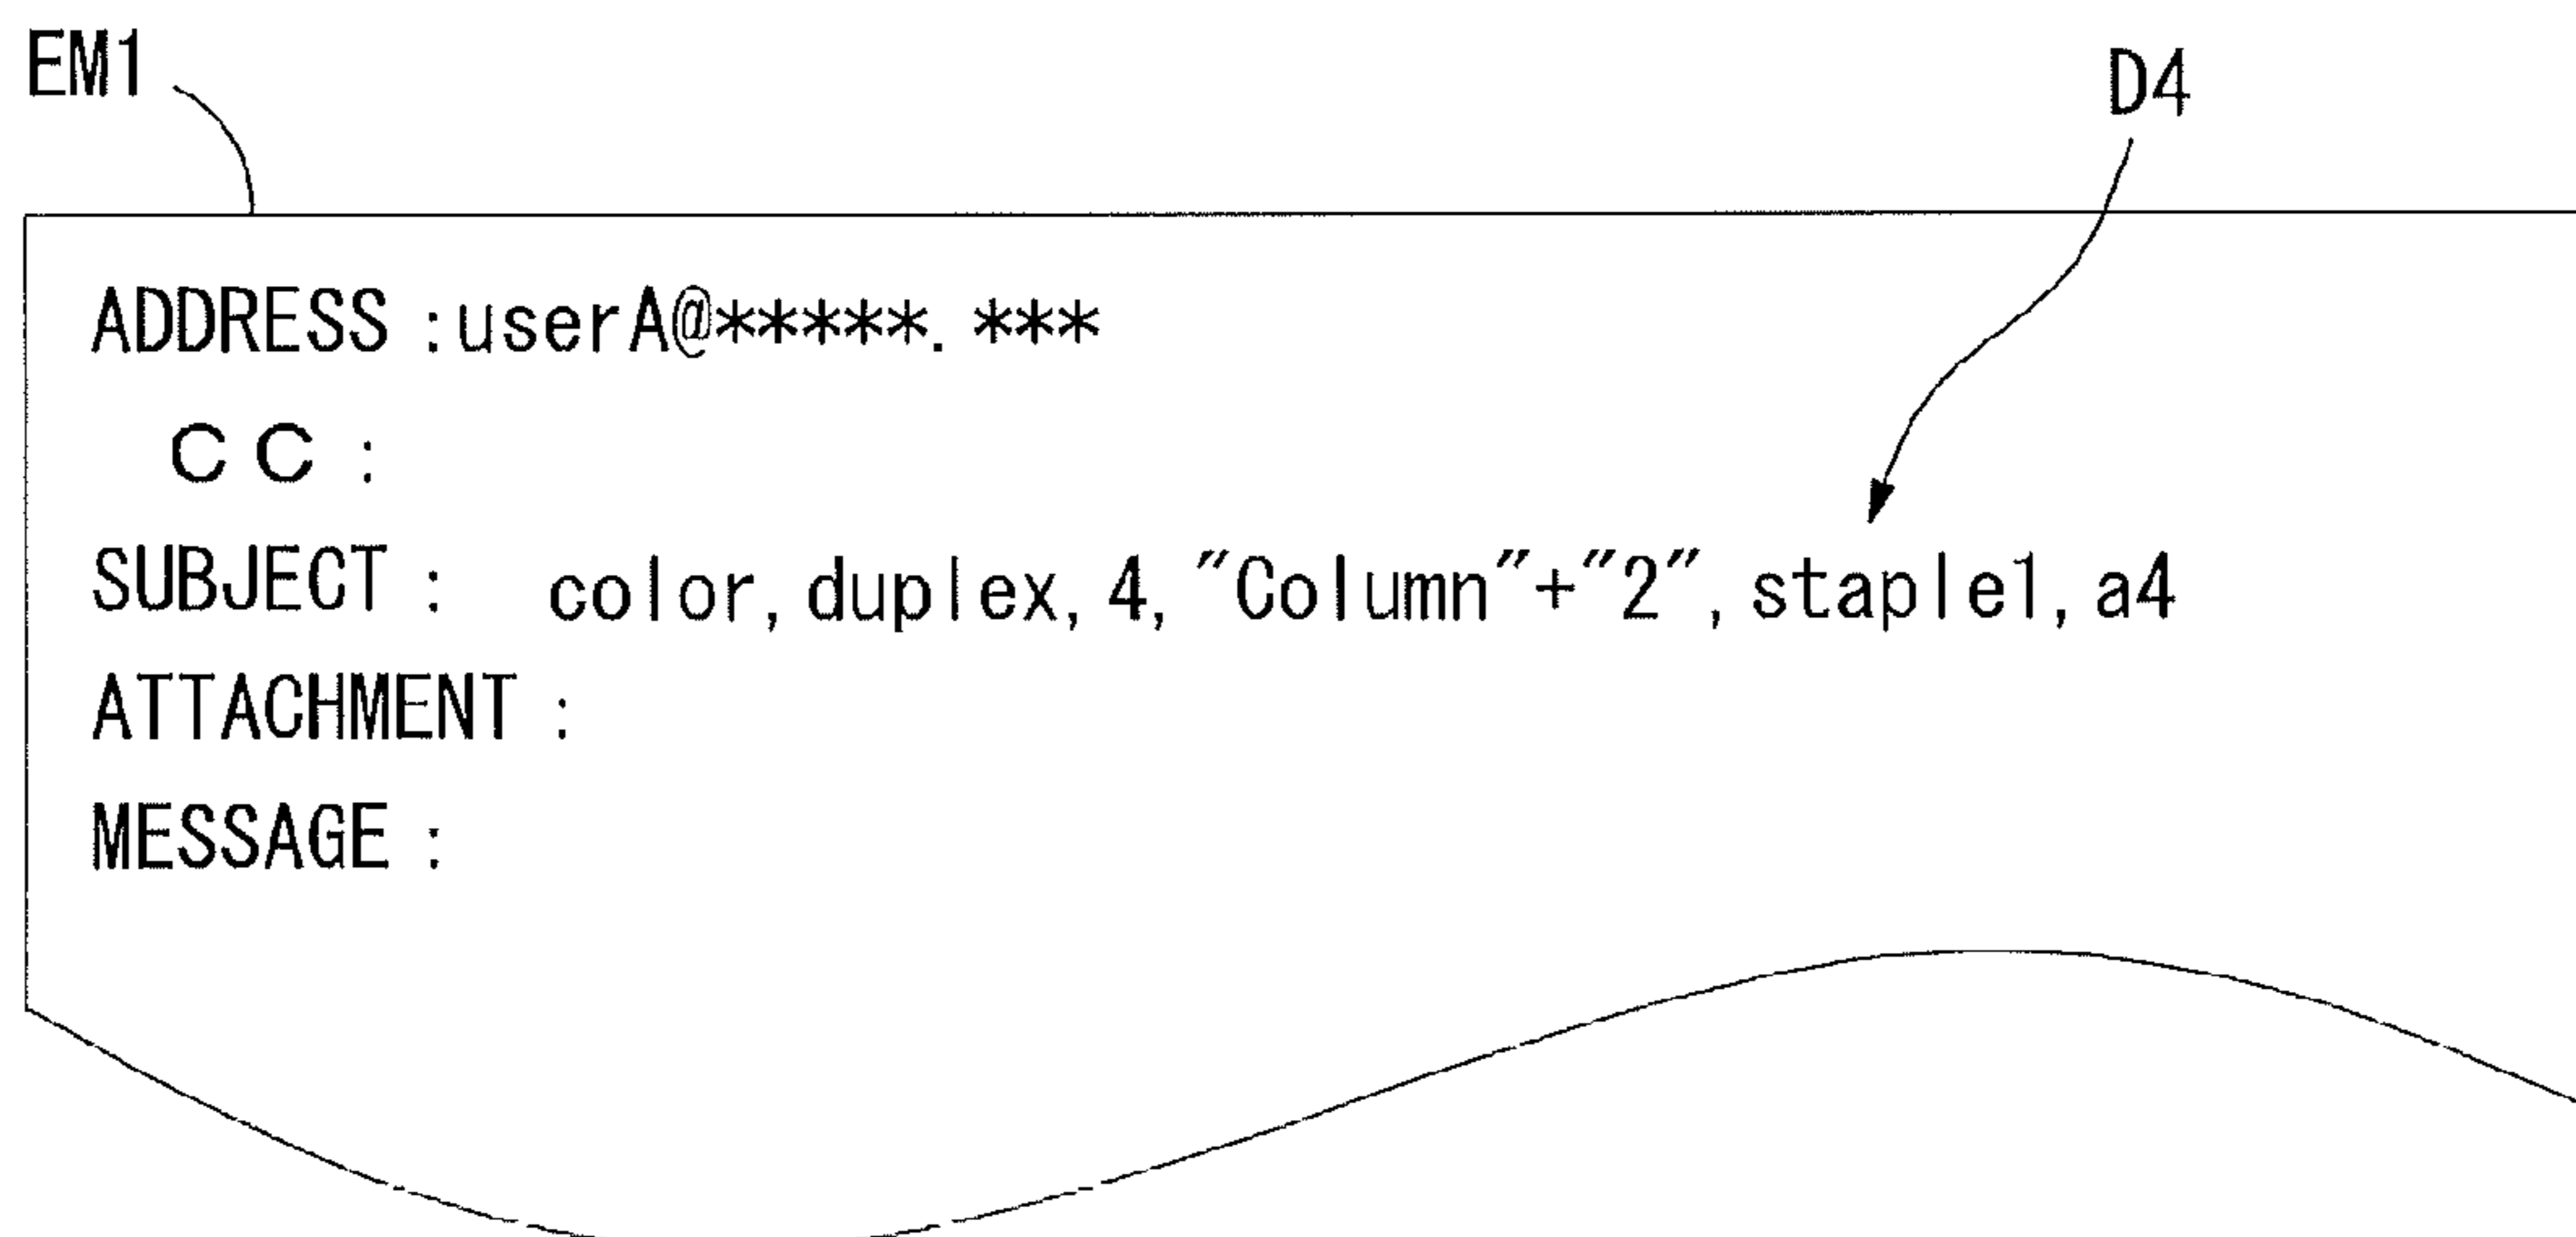 EM1
D4
ADDRESS :userA@*****.***
CC :
SUBJECT : color,duplex,4,"Column"+"2",staple1,a4
ATTACHMENT :
MESSAGE :